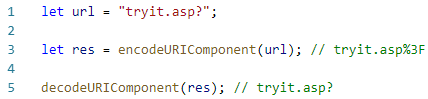 1 let url = "tryit.asp?";
2
3 let res = encodeURIComponent(url); // tryit.asp%3F
4
5 decodeURIComponent(res); // tryit.asp?